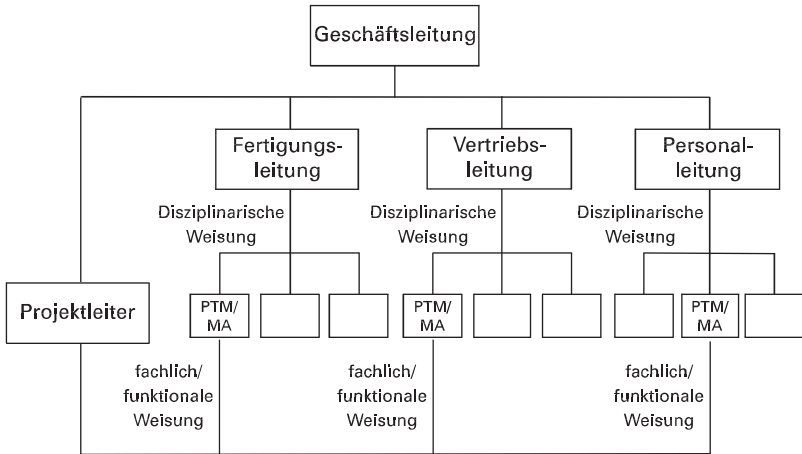 Geschäftsleitung
Fertigungs-
leitung
Vertriebs-
leitung
Personal-
leitung
Disziplinarische
Weisung
Disziplinarische
Weisung
Disziplinarische
Weisung
Projektleiter
PTM/
MA
PTM/
MA
PTM/
MA
fachlich/
funktionale
Weisung
fachlich/
funktionale
Weisung
fachlich/
funktionale
Weisung